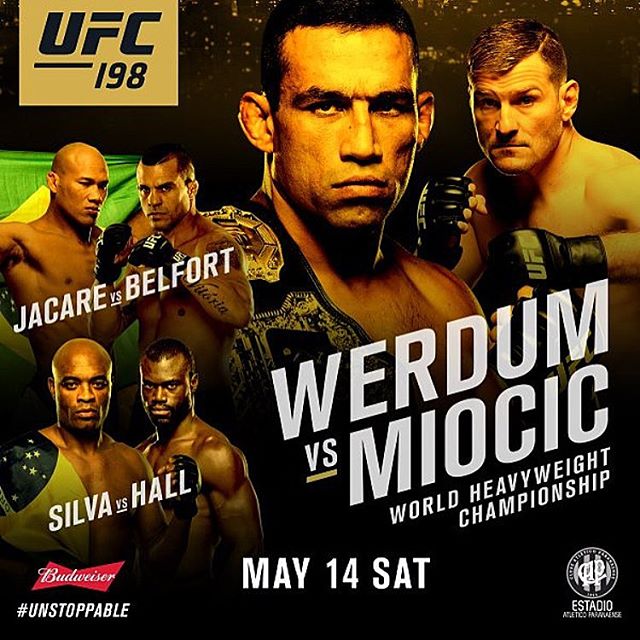 UFC
198
JACARE VS BELFORT
SILVA VS HALL
WERDUM
VS MIOCIC
WORLD HEAVYWEIGHT
CHAMPIONSHIP
Budweiser
#UNSTOPPABLE
MAY 14 SAT
ESTADIO
ATLETICO PARANAENSE